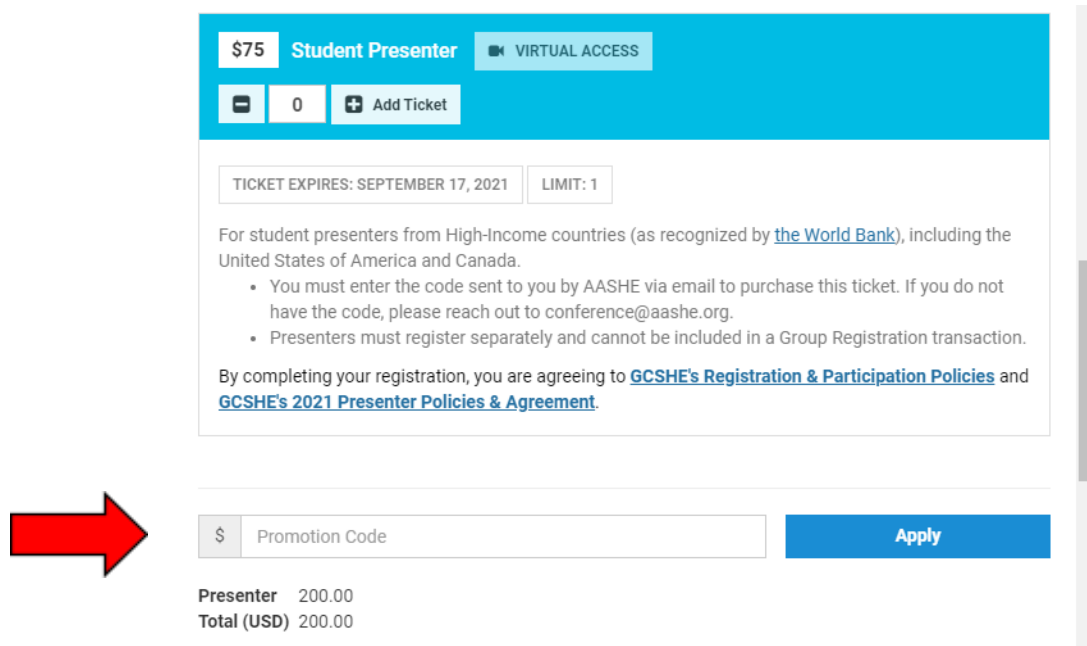 $75 Student Presenter VIRTUAL ACCESS
0 Add Ticket
TICKET EXPIRES: SEPTEMBER 17, 2021 LIMIT: 1
For student presenters from High-Income countries (as recognized by the World Bank), including the
United States of America and Canada.
• You must enter the code sent to you by AASHE via email to purchase this ticket. If you do not
have the code, please reach out to conference@aashe.org.
• Presenters must register separately and cannot be included in a Group Registration transaction.
By completing your registration, you are agreeing to GCSHE's Registration & Participation Policies and
GCSHE's 2021 Presenter Policies & Agreement.
$ Promotion Code Apply
Presenter 200.00
Total (USD) 200.00